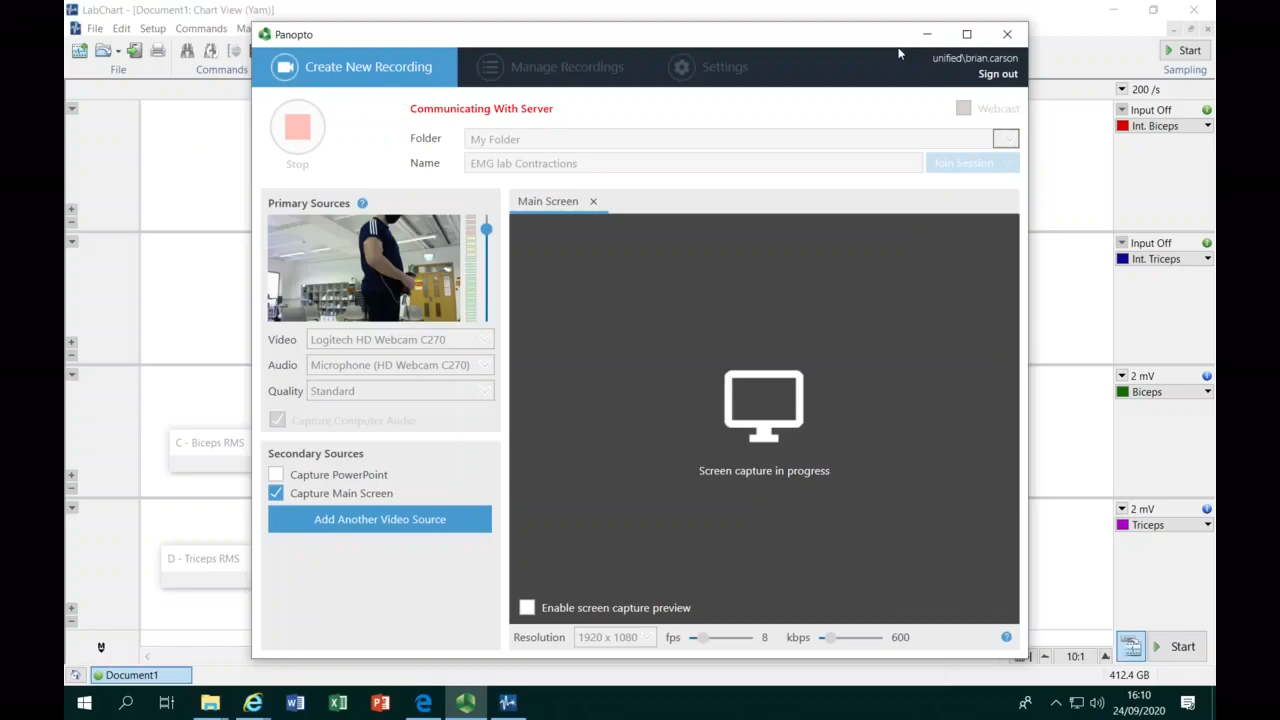 LabChart - [Document1: Chart View (Yam)]
File Edit Setup Commands
File
Commands
Panopto
Create New Recording
Manage Recordings
Settings
unified\brian.carson
Sign out
Start
Sampling
Communicating With Server
Webcast
Stop
Folder
My Folder
Name
EMG lab Contractions
Join Session
Primary Sources
Main Screen
Video
Logitech HD Webcam C270
Audio
Microphone (HD Webcam C270)
Quality
Standard
Capture Computer Audio
Secondary Sources
Capture PowerPoint
Capture Main Screen
Add Another Video Source
Screen capture in progress
Enable screen capture preview
Resolution 1920 x 1080 fps 8 kbps 600
200 /s
Input Off
Int. Biceps
Input Off
Int. Triceps
2 mV
Biceps
2 mV
Triceps
C - Biceps RMS
D - Triceps RMS
10:1
Start
Document1
412.4 GB
16:10
24/09/2020